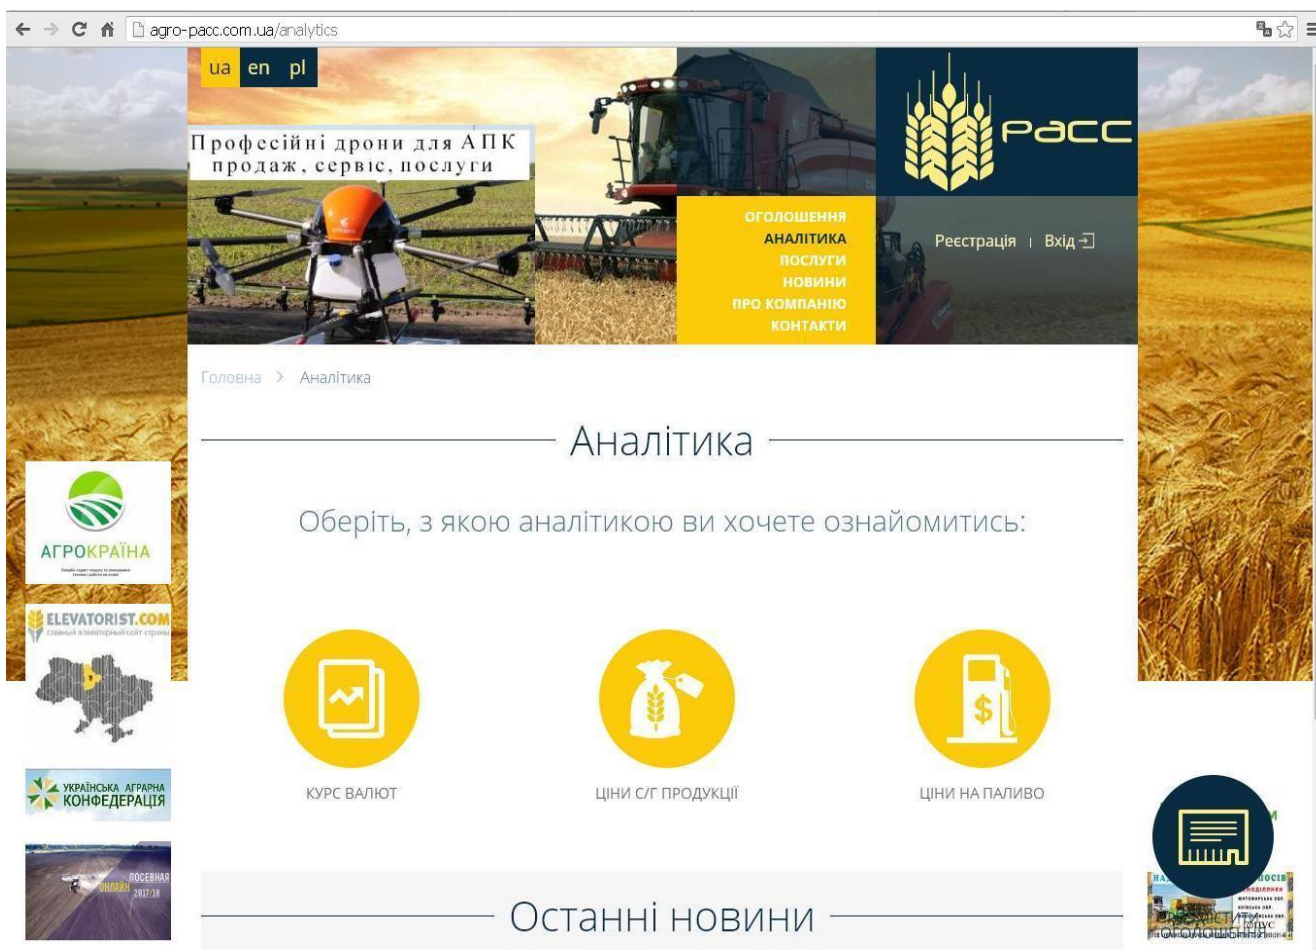 agro-pacc.com.ua/analytics
ua en pl
Професійні дрони для АПК
продаж, сервіс, послуги
Pacc
ОГОЛОШЕННЯ
АНАЛІТИКА
ПОСЛУГИ
НОВИНИ
ПРО КОМПАНІЮ
КОНТАКТИ
Реєстрація | Вхід
Головна > Аналітика
Аналітика
Оберіть, з якою аналітикою ви хочете ознайомитись:
АГРОКРАЇНА
ELEVATORIST.COM
главный элеваторный сайт страны
КУРС ВАЛЮТ
ЦІНИ С/Г ПРОДУКЦІЇ
ЦІНИ НА ПАЛИВО
УКРАЇНСЬКА АГРАРНА
КОНФЕДЕРАЦІЯ
ПОСЕВНАЯ
ОНЛАЙН 2017/18
Останні новини
ОГОЛОШЕННЯ